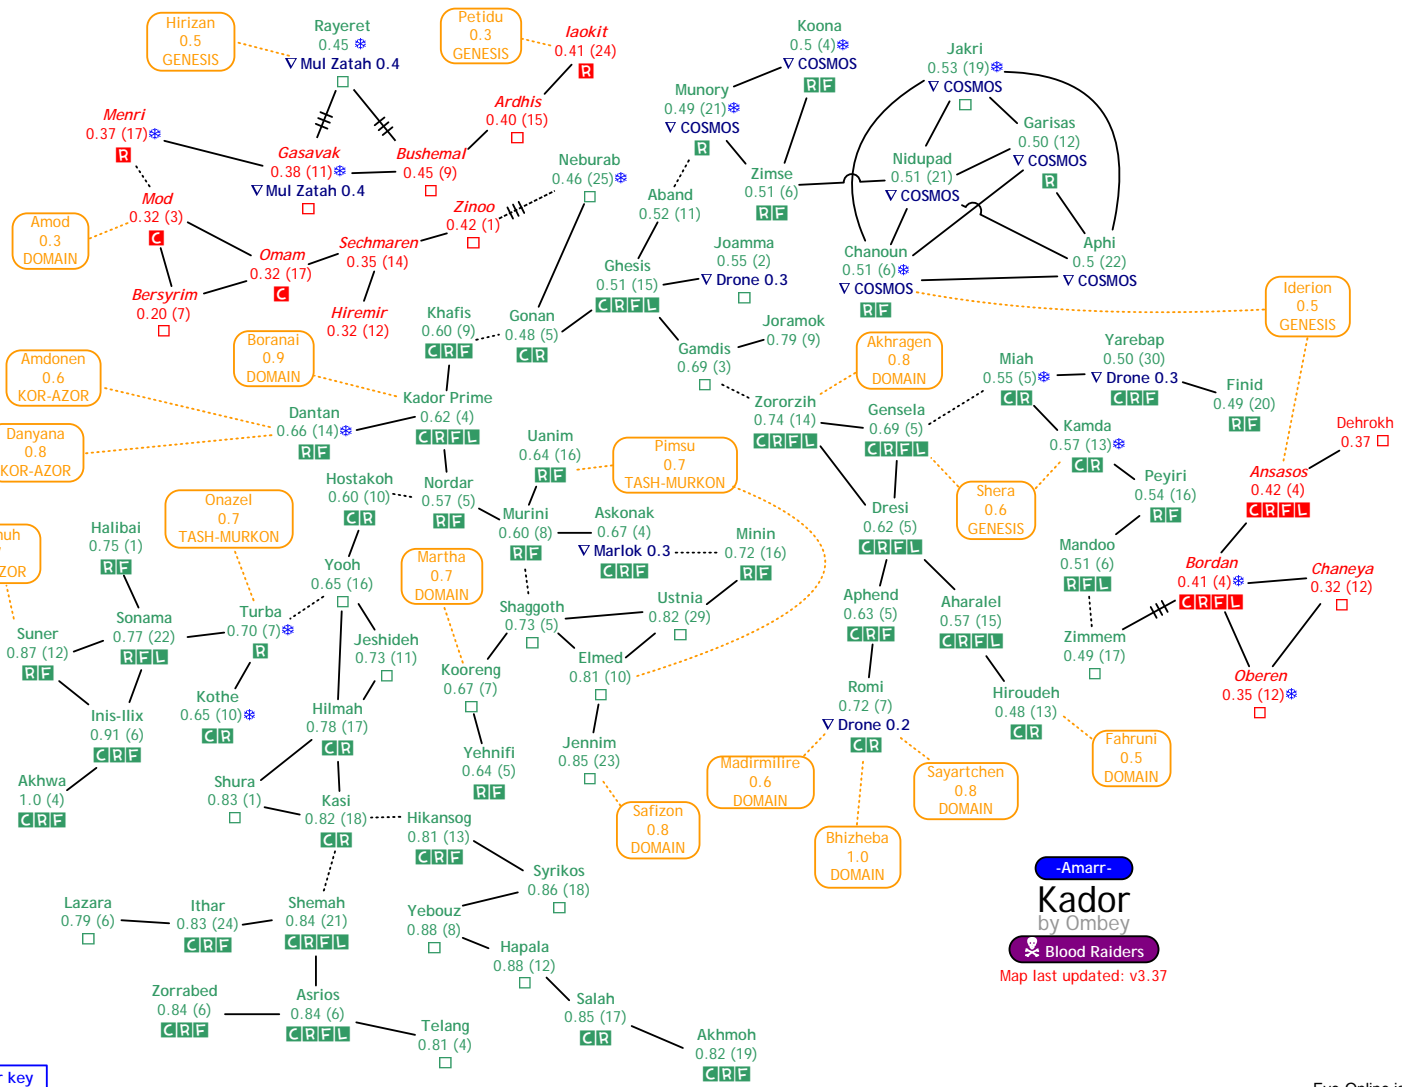 Hirizan
0.5
GENESIS
Rayeret
0.45
∇ Mul Zatah 0.4
Petidu
0.3
GENESIS
Iaokit
0.41 (24)
R
Koona
0.5 (4)
∇ COSMOS
R F
Jakri
0.53 (19)
∇ COSMOS
Menri
0.37 (17)
R
Ardhis
0.40 (15)
Munory
0.49 (21)
∇ COSMOS
R
Garisas
0.50 (12)
∇ COSMOS
R
Gasavak
0.38 (11)
∇ Mul Zatah 0.4
Bushemal
0.45 (9)
Neburab
0.46 (25)
Zimse
0.51 (6)
R F
Nidupad
0.51 (21)
∇ COSMOS
Amod
0.3
DOMAIN
Mod
0.32 (3)
C
Zinoo
0.42 (1)
Aband
0.52 (11)
Omam
0.32 (17)
C
Sechmaren
0.35 (14)
Joamma
0.55 (2)
∇ Drone 0.3
Chanoun
0.51 (6)
∇ COSMOS
R F
Aphi
0.5 (22)
∇ COSMOS
Bersyrim
0.20 (7)
Hiremir
0.32 (12)
Ghesis
0.51 (15)
C R F L
Iderion
0.5
GENESIS
Khafis
0.60 (9)
C R F
Gonan
0.48 (5)
C R
Joramok
0.79 (9)
Gamdis
0.69 (3)
Boranai
0.9
DOMAIN
Akhragen
0.8
DOMAIN
Miah
0.55 (5)
C R
Yarebap
0.50 (30)
∇ Drone 0.3
C R F
Finid
0.49 (20)
R F
Amdonen
0.6
KOR-AZOR
Kador Prime
0.62 (4)
C R F L
Dantan
0.66 (14)
R F
Zororzih
0.74 (14)
C R F L
Gensela
0.69 (5)
C R F L
Kamda
0.57 (13)
C R
Dehrokh
0.37
Danyana
0.8
KOR-AZOR
Uanim
0.64 (16)
R F
Pimsu
0.7
TASH-MURKON
Ansasos
0.42 (4)
C R F L
Hostakoh
0.60 (10)
C R
Nordar
0.57 (5)
R F
Shera
0.6
GENESIS
Peyiri
0.54 (16)
R F
Onazel
0.7
TASH-MURKON
Murini
0.60 (8)
R F
Askonak
0.67 (4)
∇ Marlok 0.3
C R F
Minin
0.72 (16)
R F
Dresi
0.62 (5)
C R F L
Halibai
0.75 (1)
R F
Mandoo
0.51 (6)
R F L
uh
ZOR
Martha
0.7
DOMAIN
Yooh
0.65 (16)
Bordan
0.41 (4)
C R F L
Chaneya
0.32 (12)
Shaggoth
0.73 (5)
Ustnia
0.82 (29)
Aphend
0.63 (5)
C R F
Aharalel
0.57 (15)
C R F L
Suner
0.87 (12)
R F
Sonama
0.77 (22)
R F L
Turba
0.70 (7)
R
Jeshideh
0.73 (11)
Zimmem
0.49 (17)
Kooreng
0.67 (7)
Elmed
0.81 (10)
Romi
0.72 (7)
∇ Drone 0.2
C R
Hiroudeh
0.48 (13)
C R
Oberen
0.35 (12)
Kothe
0.65 (10)
C R
Inis-Ilix
0.91 (6)
C R F
Hilmah
0.78 (17)
C R
Yehnifi
0.64 (5)
R F
Jennim
0.85 (23)
Fahruni
0.5
DOMAIN
Madirmilire
0.6
DOMAIN
Sayartchen
0.8
DOMAIN
Akhwa
1.0 (4)
C R F
Shura
0.83 (1)
Kasi
0.82 (18)
C R
Hikansog
0.81 (13)
C R F
Safizon
0.8
DOMAIN
Bhizheba
1.0
DOMAIN
Syrikos
0.86 (18)
-Amarr-
Kador
by Ombey
Blood Raiders
Map last updated: v3.37
Lazara
0.79 (6)
Ithar
0.83 (24)
C R F
Shemah
0.84 (21)
C R F L
Yebouz
0.88 (8)
Hapala
0.88 (12)
Zorrabed
0.84 (6)
C R F
Asrios
0.84 (6)
C R F L
Salah
0.85 (17)
C R
Telang
0.81 (4)
Akhmoh
0.82 (19)
C R F
key